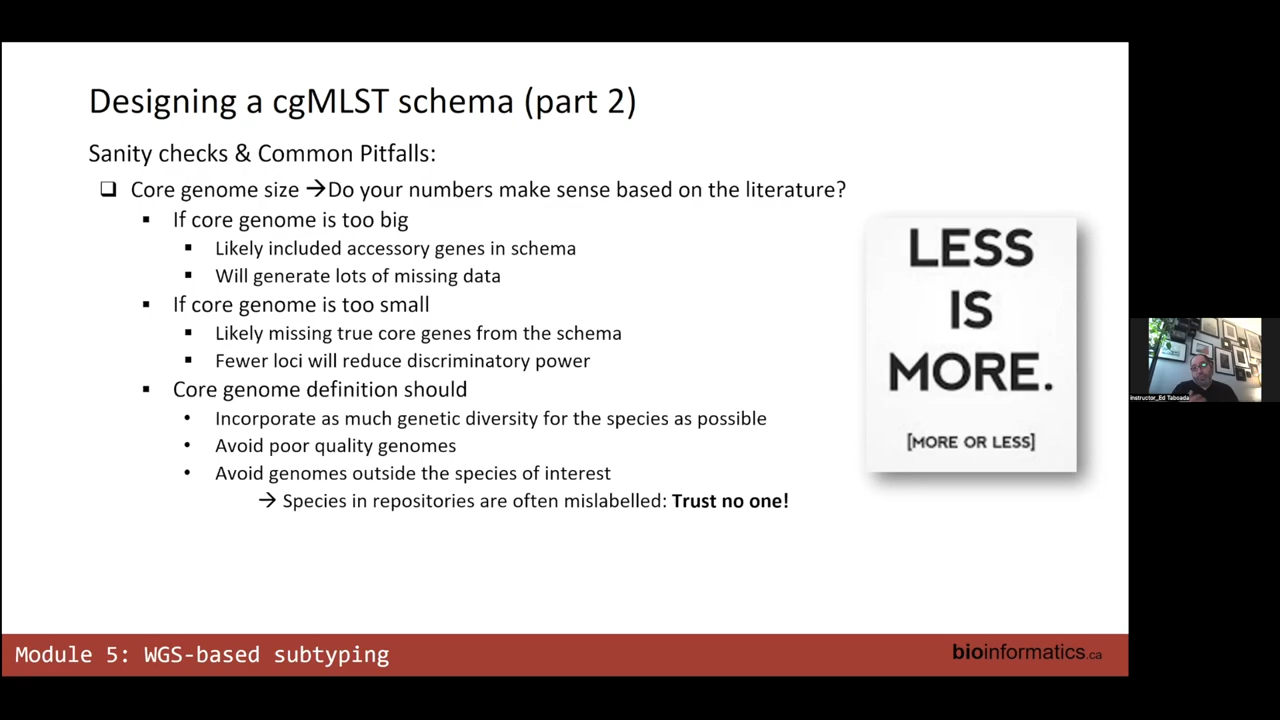 Designing a cgMLST schema (part 2)
Sanity checks & Common Pitfalls:
❑ Core genome size →Do your numbers make sense based on the literature?
▪ If core genome is too big
▪ Likely included accessory genes in schema
▪ Will generate lots of missing data
▪ If core genome is too small
▪ Likely missing true core genes from the schema
▪ Fewer loci will reduce discriminatory power
▪ Core genome definition should
• Incorporate as much genetic diversity for the species as possible
• Avoid poor quality genomes
• Avoid genomes outside the species of interest
→ Species in repositories are often mislabelled: Trust no one!
LESS
IS
MORE.
[MORE OR LESS]
instructor_Ed Taboada
Module 5: WGS-based subtyping
bioinformatics.ca